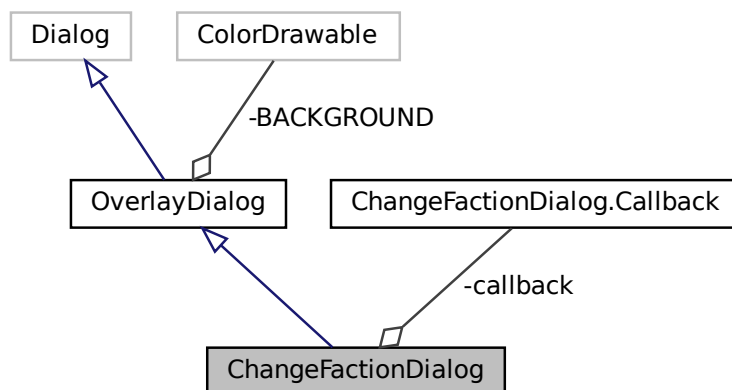 Dialog
ColorDrawable
-BACKGROUND
OverlayDialog
ChangeFactionDialog.Callback
-callback
ChangeFactionDialog